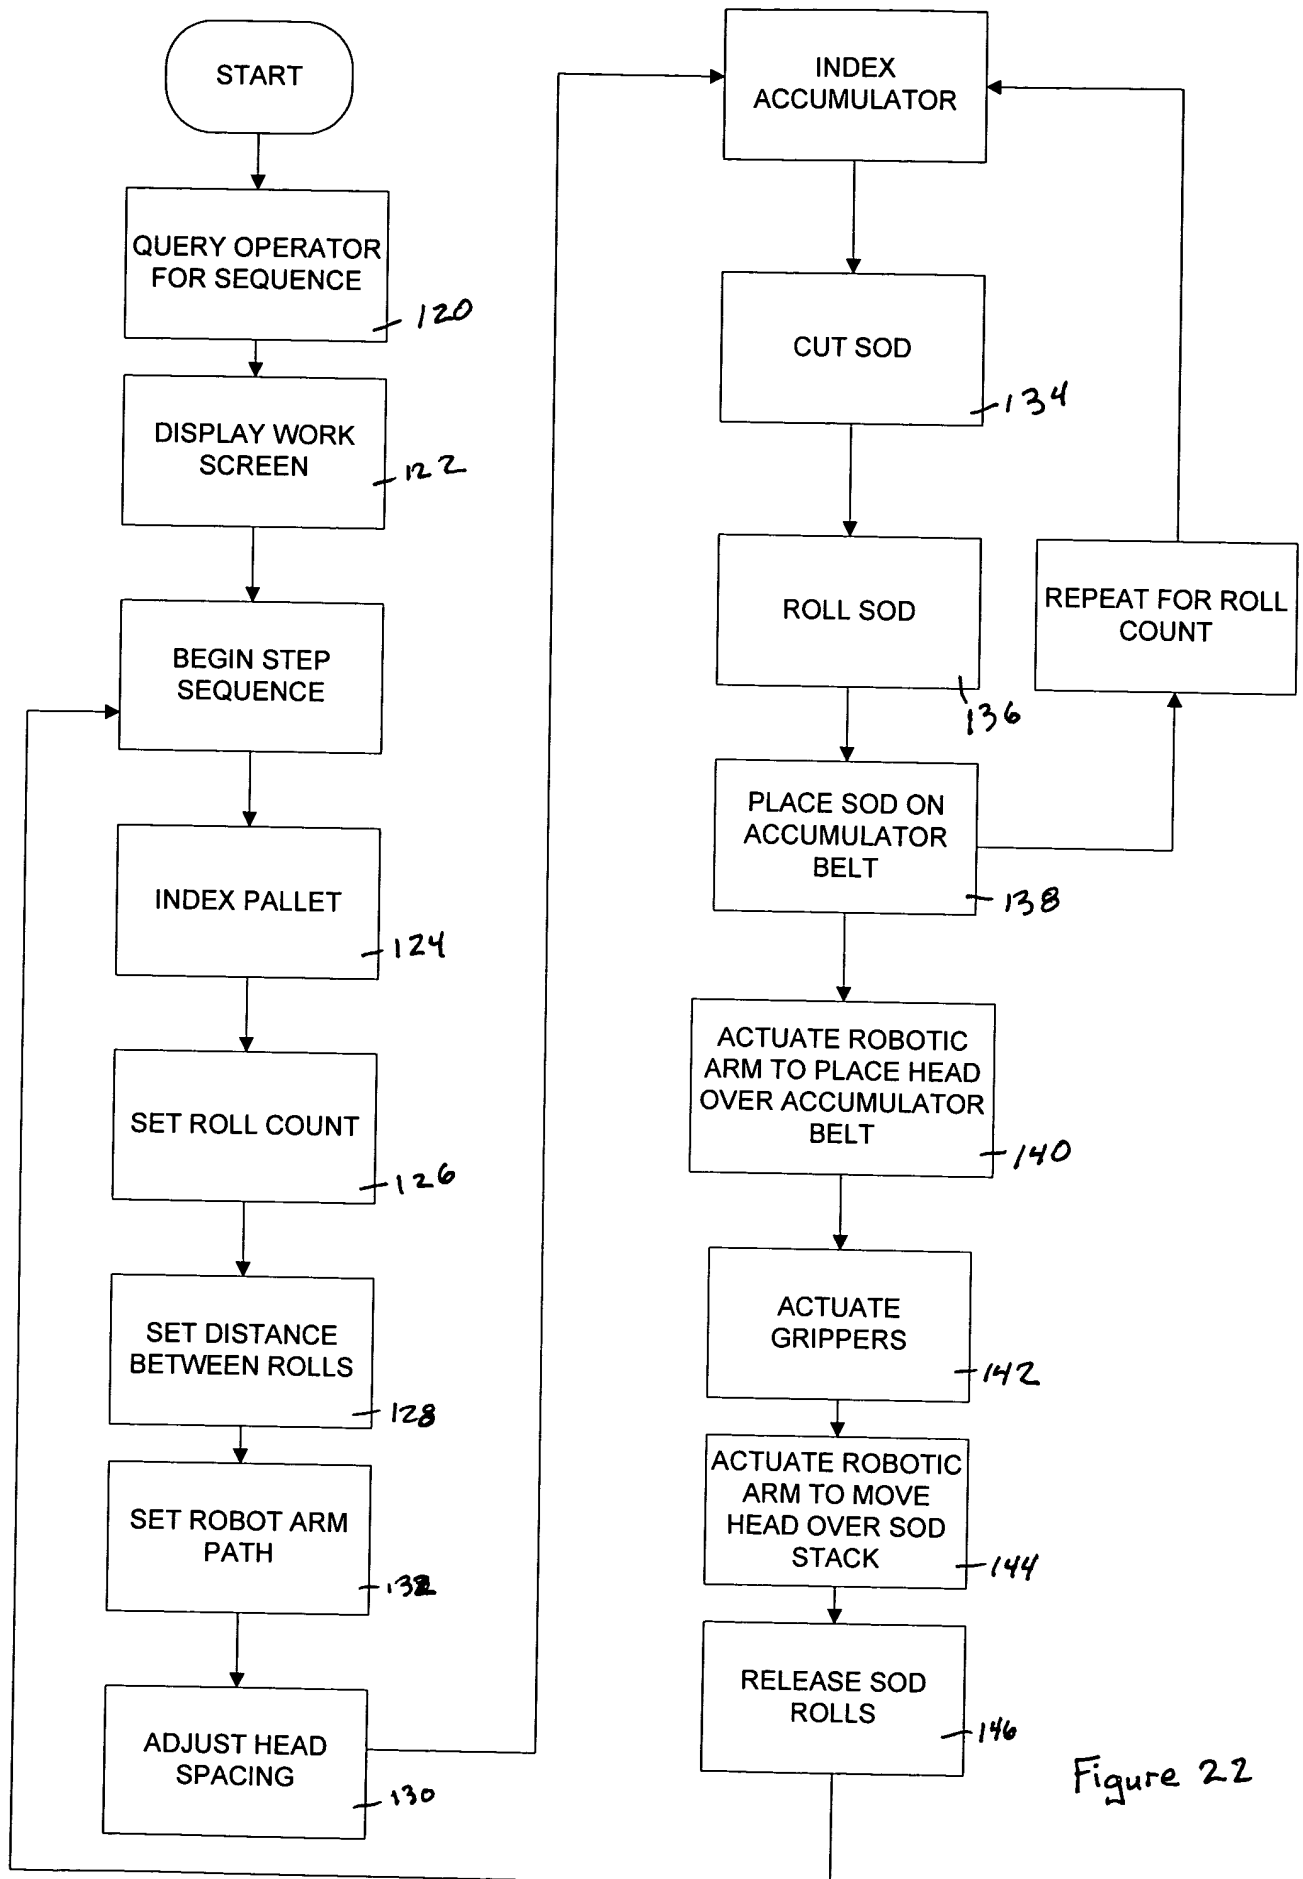 START
QUERY OPERATOR
FOR SEQUENCE
120
DISPLAY WORK
SCREEN
122
BEGIN STEP
SEQUENCE
INDEX PALLET
124
SET ROLL COUNT
126
SET DISTANCE
BETWEEN ROLLS
128
SET ROBOT ARM
PATH
132
ADJUST HEAD
SPACING
130
INDEX
ACCUMULATOR
CUT SOD
134
ROLL SOD
136
REPEAT FOR ROLL
COUNT
PLACE SOD ON
ACCUMULATOR
BELT
138
ACTUATE ROBOTIC
ARM TO PLACE HEAD
OVER ACCUMULATOR
BELT
140
ACTUATE
GRIPPERS
142
ACTUATE ROBOTIC
ARM TO MOVE
HEAD OVER SOD
STACK
144
RELEASE SOD
ROLLS
146
Figure 22